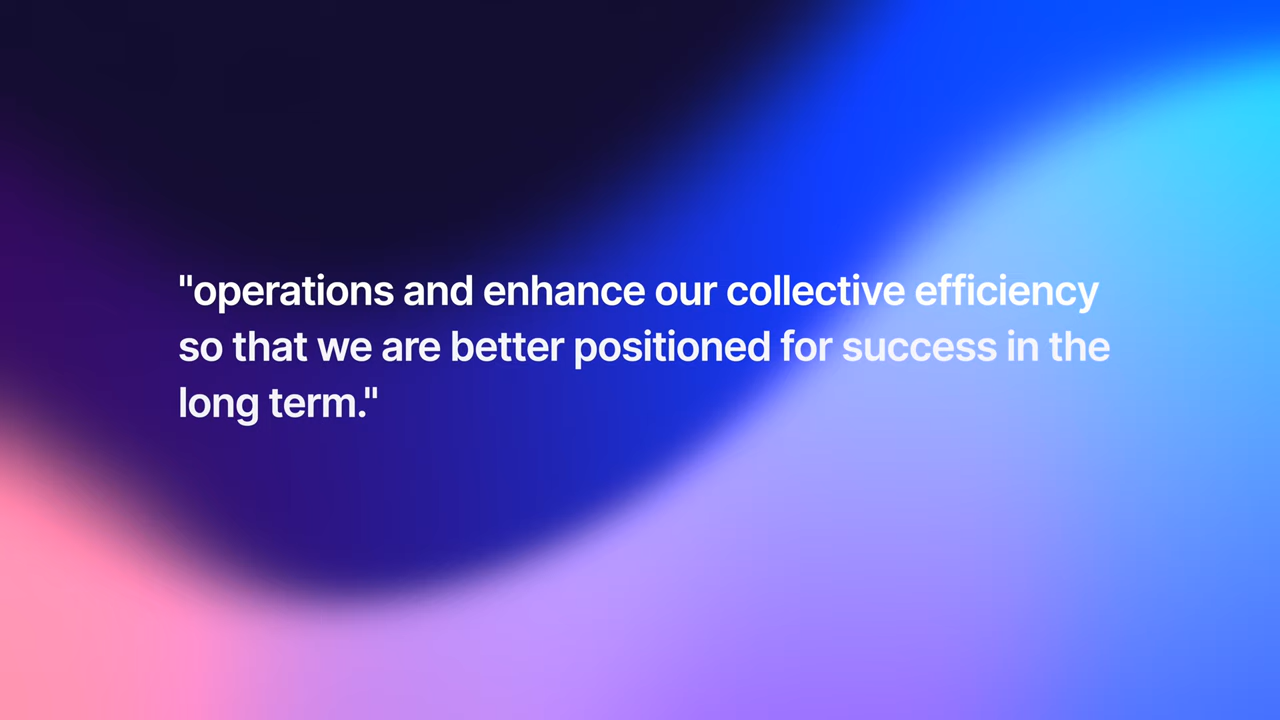 "operations and enhance our collective efficiency
so that we are better positioned for success in the
long term."